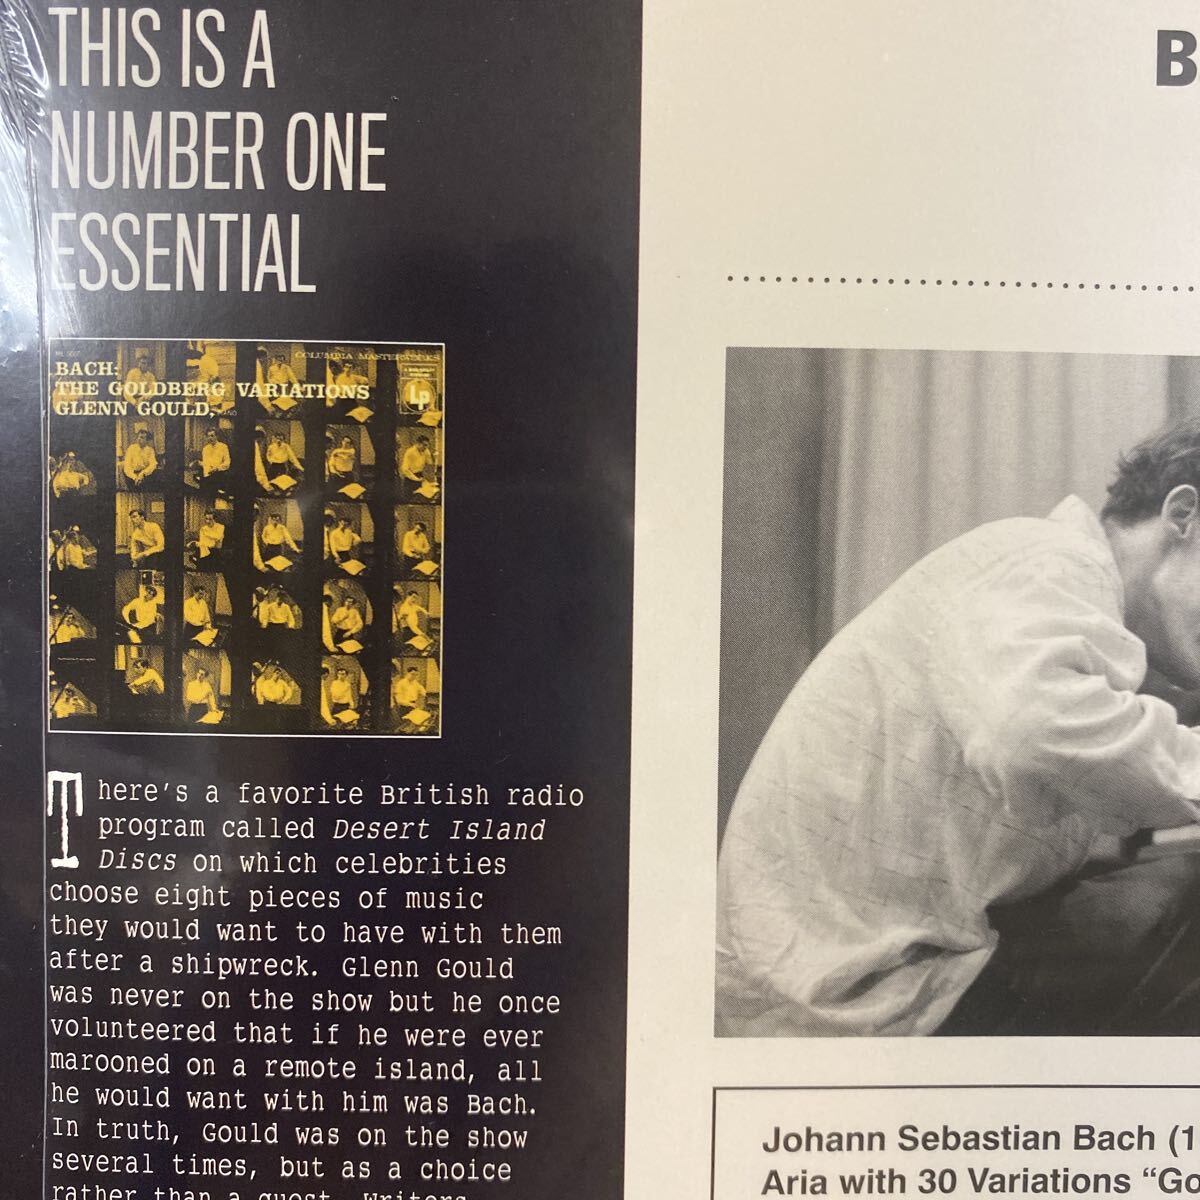 THIS IS A
NUMBER ONE
ESSENTIAL
COLUMBIA MASTERWORKS
BACH:
THE GOLDBERG VARIATIONS
GLENN GOULD,
Lp
There's a favorite British radio
program called Desert Island
Discs on which celebrities
choose eight pieces of music
they would want to have with them
after a shipwreck. Glenn Gould
was never on the show but he once
volunteered that if he were ever
marooned on a remote island, all
he would want with him was Bach.
In truth, Gould was on the show
several times, but as a choice
rather than a guest. Writers,
B
Johann Sebastian Bach (1
Aria with 30 Variations “Go